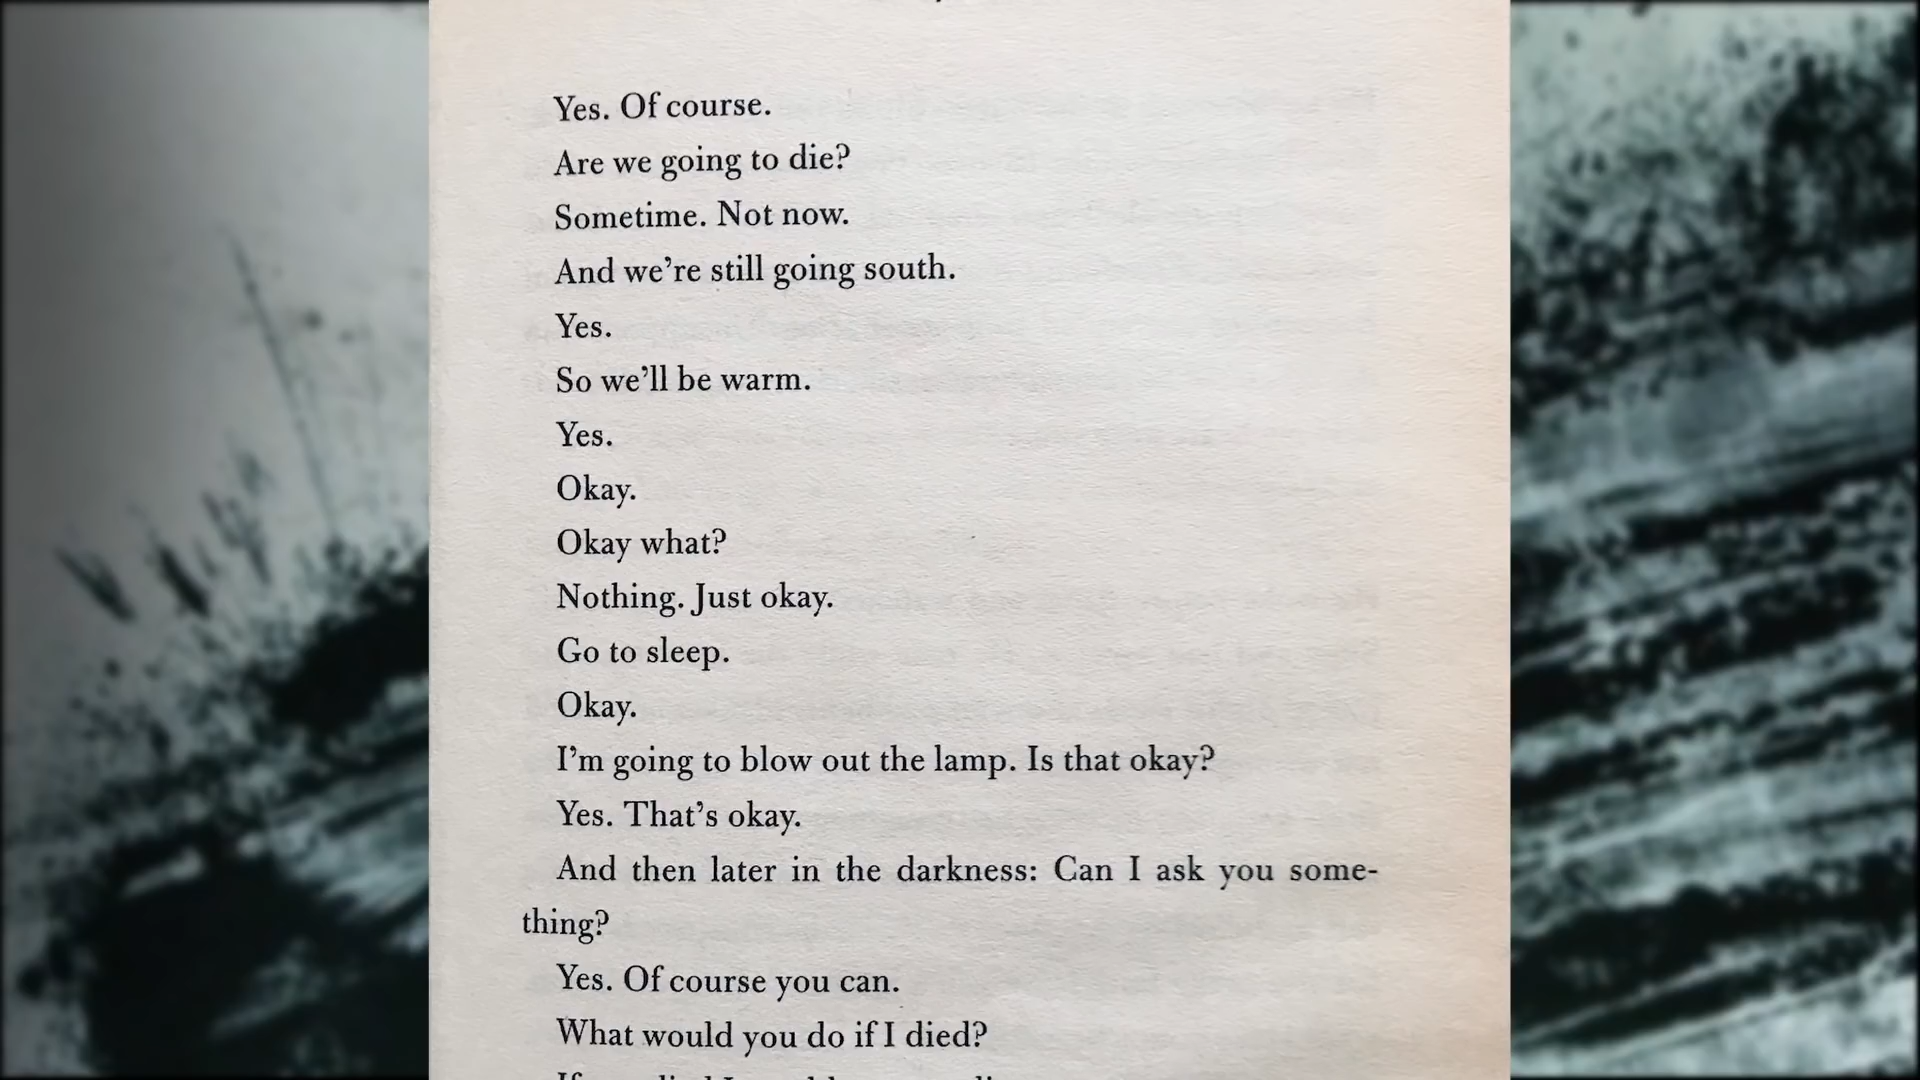 Yes. Of course.
Are we going to die?
Sometime. Not now.
And we're still going south.
Yes.
So we'll be warm.
Yes.
Okay.
Okay what?
Nothing. Just okay.
Go to sleep.
Okay.
I'm going to blow out the lamp. Is that okay?
Yes. That's okay.
And then later in the darkness: Can I ask you some-
thing?
Yes. Of course you can.
What would you do if I died?